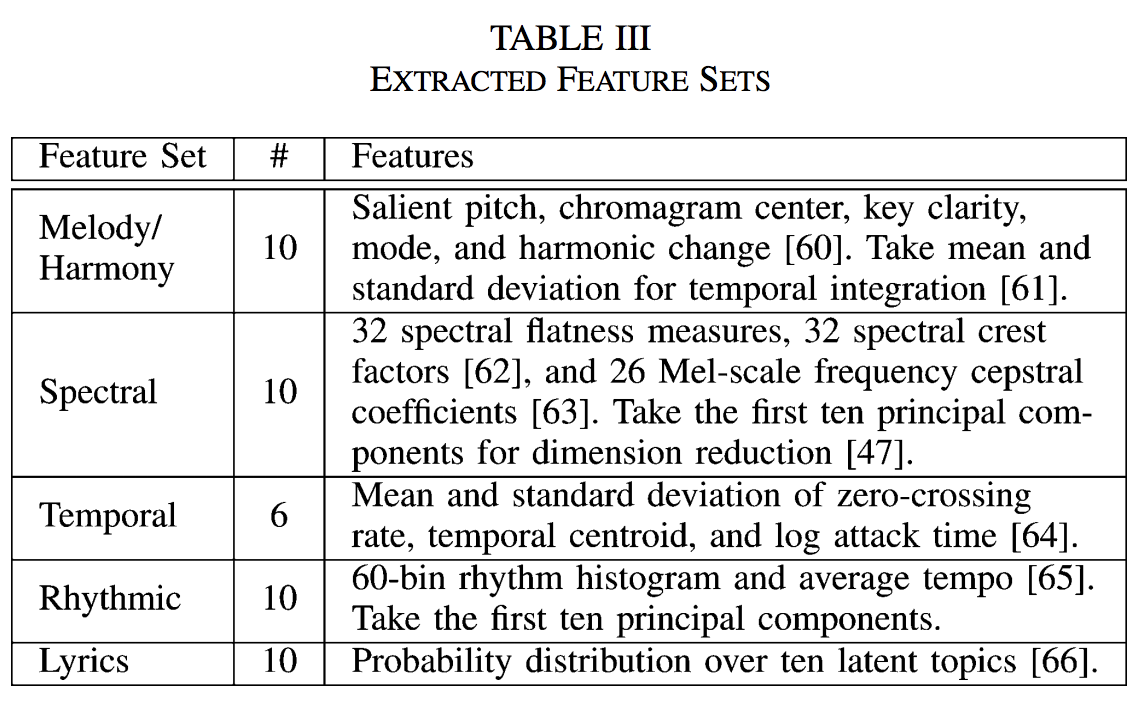 TABLE III
EXTRACTED FEATURE SETS
Feature Set # Features
Melody/
Harmony
10
Salient pitch, chromagram center, key clarity,
mode, and harmonic change [60]. Take mean and
standard deviation for temporal integration [61].
Spectral
10
32 spectral flatness measures, 32 spectral crest
factors [62], and 26 Mel-scale frequency cepstral
coefficients [63]. Take the first ten principal com-
ponents for dimension reduction [47].
Temporal
6
Mean and standard deviation of zero-crossing
rate, temporal centroid, and log attack time [64].
Rhythmic
10
60-bin rhythm histogram and average tempo [65].
Take the first ten principal components.
Lyrics 10 Probability distribution over ten latent topics [66].